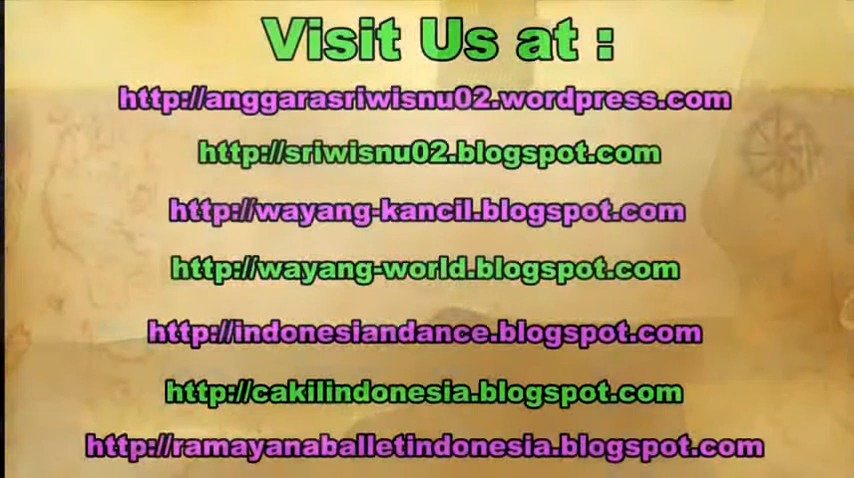 Visit Us at :
http://anggarasriwisnu02.wordpress.com
http://sriwisnu02.blogspot.com
http://wayang-kancil.blogspot.com
http://wayang-world.blogspot.com
http://indonesiandance.blogspot.com
http://cakilindonesia.blogspot.com
http://ramayanaballetindonesia.blogspot.com